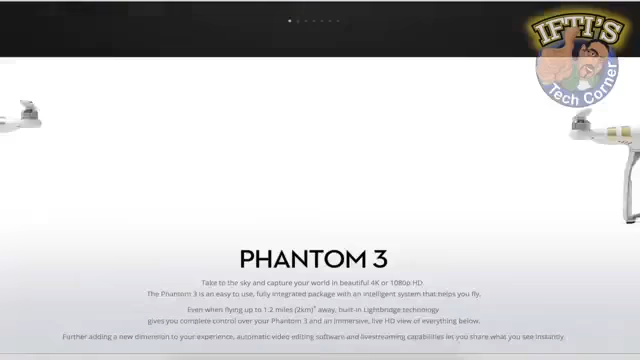 IFTI'S
Tech Corner
PHANTOM 3
Take to the sky and capture your world in beautiful 4K or 1080p HD
The Phantom 3 is an easy to use, fully integrated package with an intelligent system that helps you fly.
Even when flying up to 1.2 miles (2km)* away, built-in Lightbridge technology
gives you complete control over your Phantom 3 and an immersive, live HD view of everything below.
Further adding a new dimension to your experience, automatic video editing software and livestreaming capabilities let you share what you see instantly.